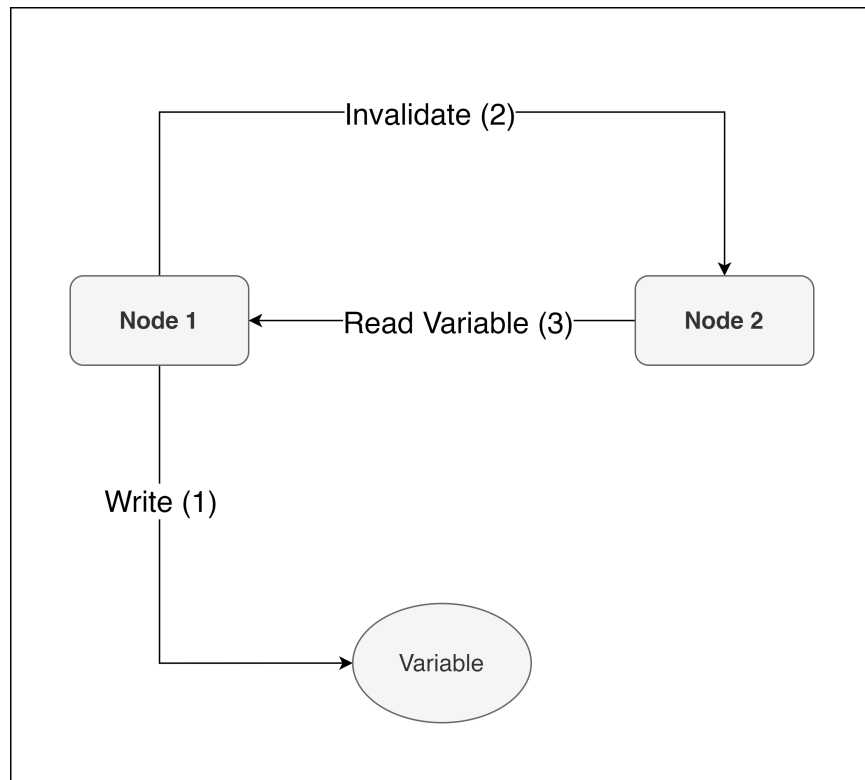 Invalidate (2)
Node 1
Read Variable (3)
Node 2
Write (1)
Variable